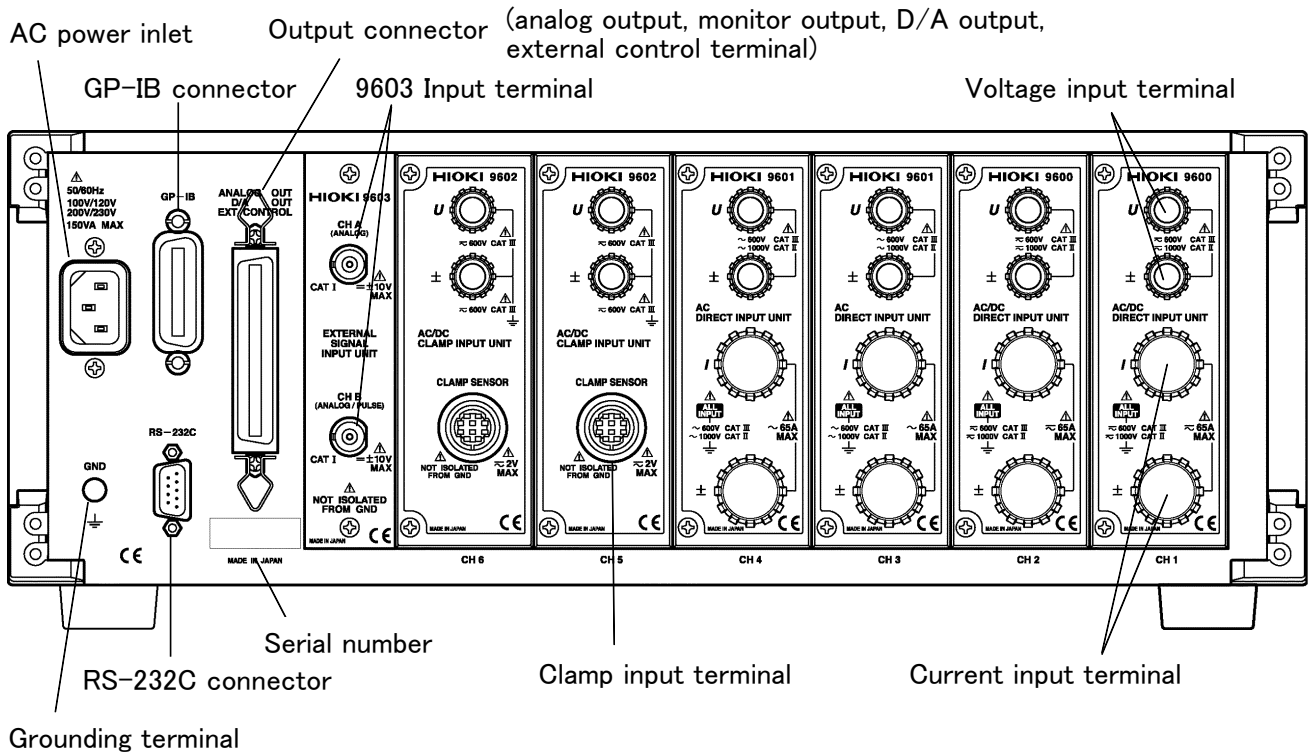 AC power inlet
Output connector (analog output, monitor output, D/A output,
external control terminal)
GP-IB connector
9603 Input terminal
Voltage input terminal
⚠
50/60Hz
100V/120V
200V/230V
150VA MAX
GP-IB
ANALOG OUT
D/A OUT
EXT. CONTROL
RS-232C
GND
CE
MADE IN JAPAN
HIOKI 9603
CH A
(ANALOG)
CAT I ⚠ ⎓±10V
MAX
EXTERNAL
SIGNAL
INPUT UNIT
CH B
(ANALOG/PULSE)
CAT I ⚠ ⎓±10V
MAX
⚠
NOT ISOLATED
FROM GND
MADE IN JAPAN CE
HIOKI 9602
U
⚠
≂ 600V CAT Ⅲ
±
⚠
≂ 600V CAT Ⅲ
AC/DC
CLAMP INPUT UNIT
CLAMP SENSOR
⚠ NOT ISOLATED
FROM GND
⚠ ≂ 2V
MAX
MADE IN JAPAN CE
CH 6
HIOKI 9602
U
⚠
≂ 600V CAT Ⅲ
±
⚠
≂ 600V CAT Ⅲ
AC/DC
CLAMP INPUT UNIT
CLAMP SENSOR
⚠ NOT ISOLATED
FROM GND
⚠ ≂ 2V
MAX
MADE IN JAPAN CE
CH 5
HIOKI 9601
U
⚠
~ 600V CAT Ⅲ
~ 1000V CAT Ⅱ
±
AC
DIRECT INPUT UNIT
I
⚠
ALL
INPUT
~ 600V CAT Ⅲ
~ 1000V CAT Ⅱ
⚠
~ 65A
MAX
±
MADE IN JAPAN CE
CH 4
HIOKI 9601
U
⚠
~ 600V CAT Ⅲ
~ 1000V CAT Ⅱ
±
AC
DIRECT INPUT UNIT
I
⚠
ALL
INPUT
~ 600V CAT Ⅲ
~ 1000V CAT Ⅱ
⚠
~ 65A
MAX
±
MADE IN JAPAN CE
CH 3
HIOKI 9600
U
⚠
≂ 600V CAT Ⅲ
≂ 1000V CAT Ⅱ
±
AC/DC
DIRECT INPUT UNIT
I
⚠
ALL
INPUT
≂ 600V CAT Ⅲ
≂ 1000V CAT Ⅱ
⚠
≂ 65A
MAX
±
MADE IN JAPAN CE
CH 2
HIOKI 9600
U
⚠
≂ 600V CAT Ⅲ
≂ 1000V CAT Ⅱ
±
AC/DC
DIRECT INPUT UNIT
I
⚠
ALL
INPUT
≂ 600V CAT Ⅲ
≂ 1000V CAT Ⅱ
⚠
≂ 65A
MAX
±
MADE IN JAPAN CE
CH 1
Serial number
RS-232C connector
Clamp input terminal
Current input terminal
Grounding terminal